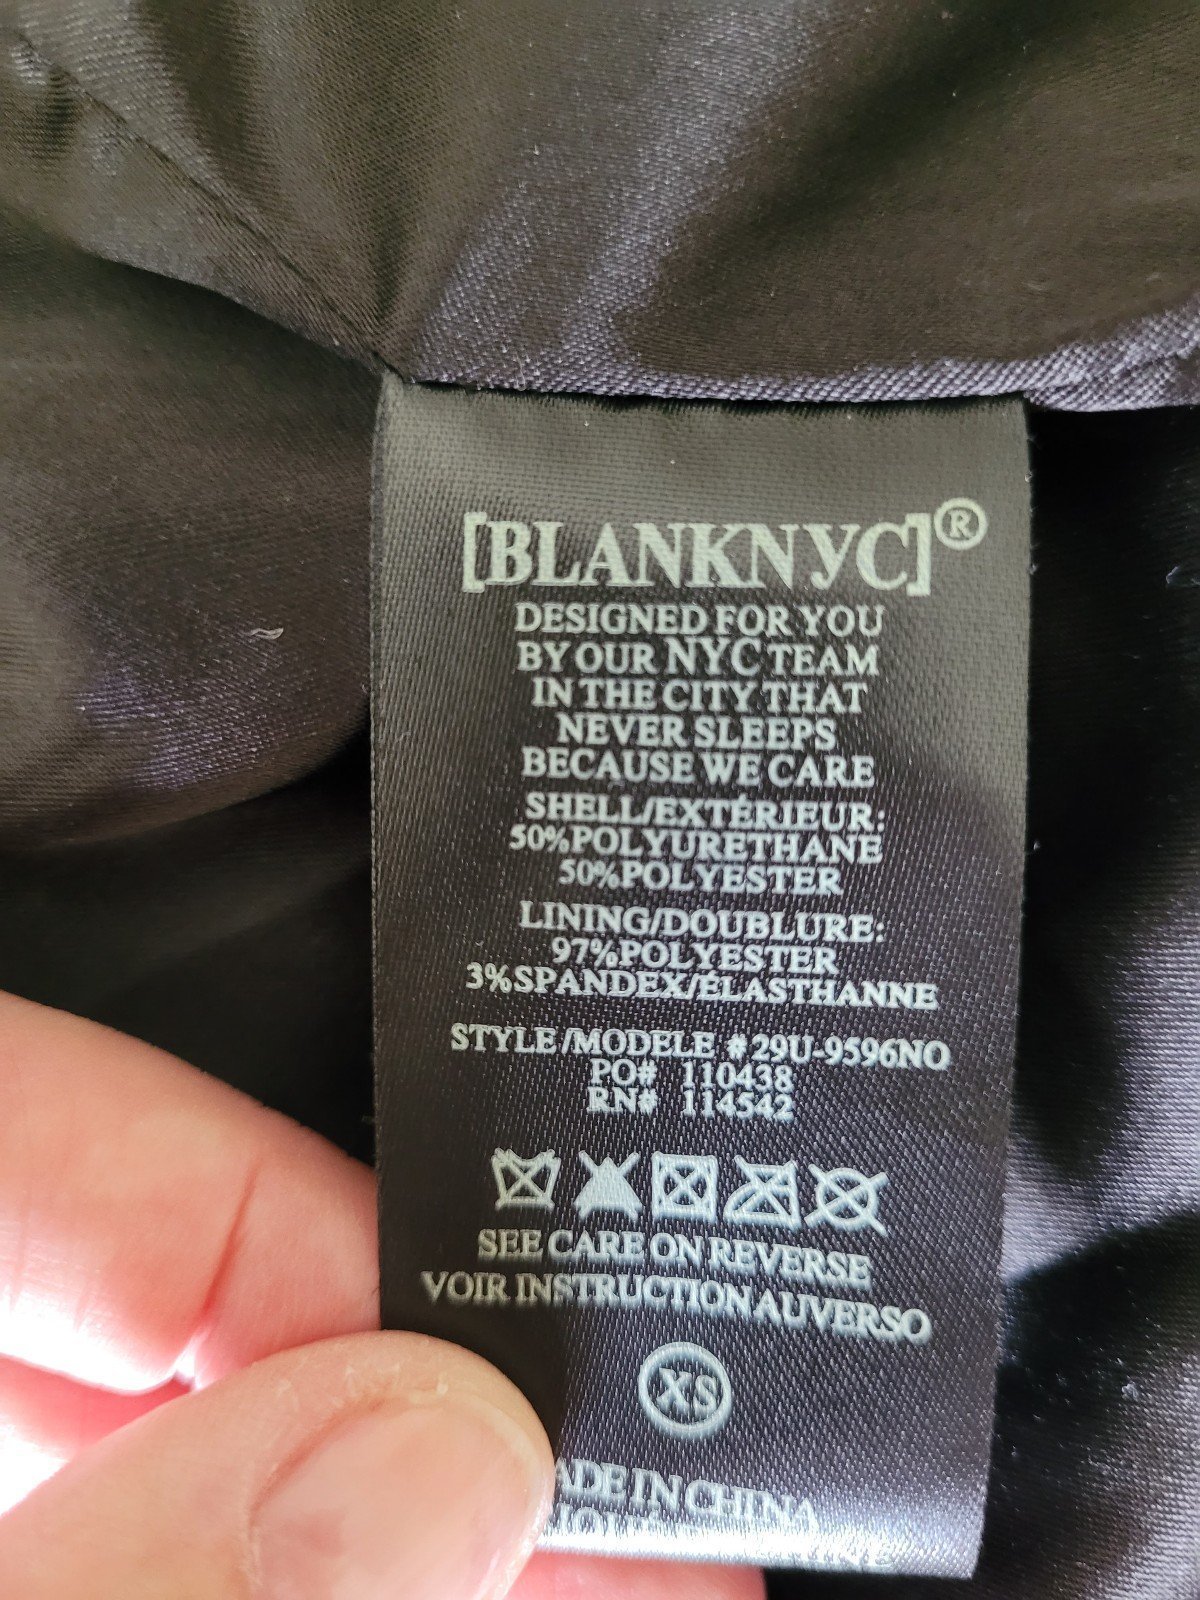 [BLANKNYC]®
DESIGNED FOR YOU
BY OUR NYC TEAM
IN THE CITY THAT
NEVER SLEEPS
BECAUSE WE CARE
SHELL/EXTÉRIEUR:
50%POLYURETHANE
50%POLYESTER
LINING/DOUBLURE:
97%POLYESTER
3%SPANDEX/ÉLASTHANNE
STYLE/MODÈLE #29U-9596NO
PO# 110438
RN# 114542
SEE CARE ON REVERSE
VOIR INSTRUCTION AU VERSO
XS
ADE IN CHINA